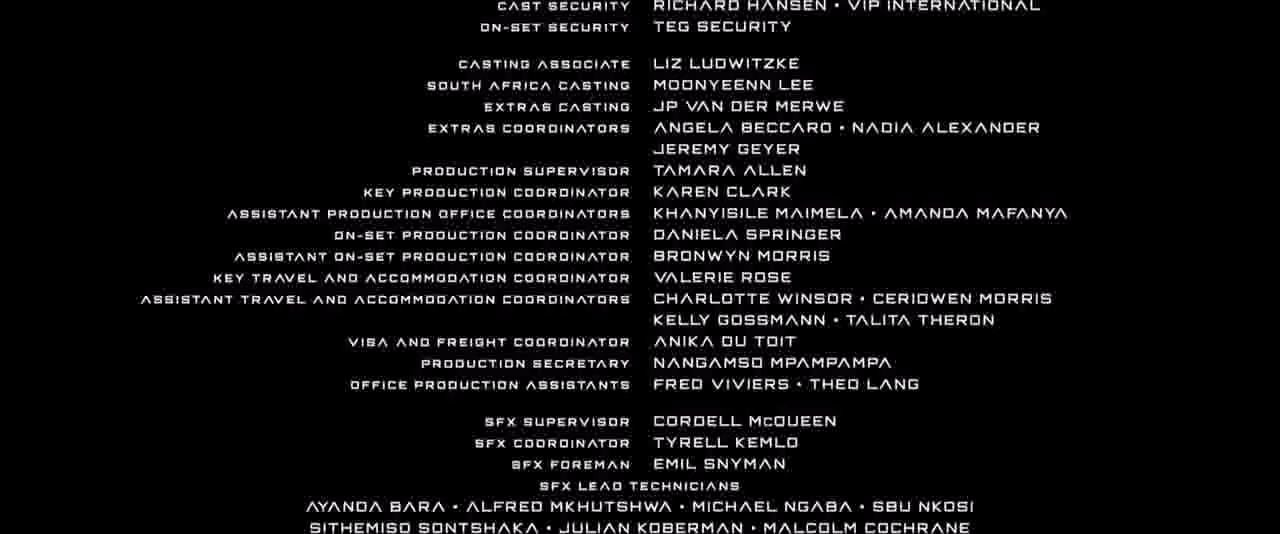 CAST SECURITY RICHARD HANSEN • VIP INTERNATIONAL
ON-SET SECURITY TEG SECURITY
CASTING ASSOCIATE LIZ LUDWITZKE
SOUTH AFRICA CASTING MOONYEENN LEE
EXTRAS CASTING JP VAN DER MERWE
EXTRAS COORDINATORS ANGELA BECCARO • NADIA ALEXANDER
JEREMY GEYER
PRODUCTION SUPERVISOR TAMARA ALLEN
KEY PRODUCTION COORDINATOR KAREN CLARK
ASSISTANT PRODUCTION OFFICE COORDINATORS KHANYISILE MAIMELA • AMANDA MAFANYA
ON-SET PRODUCTION COORDINATOR DANIELA SPRINGER
ASSISTANT ON-SET PRODUCTION COORDINATOR BRONWYN MORRIS
KEY TRAVEL AND ACCOMMODATION COORDINATOR VALERIE ROSE
ASSISTANT TRAVEL AND ACCOMMODATION COORDINATORS CHARLOTTE WINSOR • CERIDWEN MORRIS
KELLY GOSSMANN • TALITA THERON
VISA AND FREIGHT COORDINATOR ANIKA DU TOIT
PRODUCTION SECRETARY NANGAMSO MPAMPAMPA
OFFICE PRODUCTION ASSISTANTS FRED VIVIERS • THEO LANG
SFX SUPERVISOR CORDELL McQUEEN
SFX COORDINATOR TYRELL KEMLO
SFX FOREMAN EMIL SNYMAN
SFX LEAD TECHNICIANS
AYANDA BARA • ALFRED MKHUTSHWA • MICHAEL NGABA • SBU NKOSI
SITHEMISO SONTSHAKA • JULIAN KOBERMAN • MALCOLM COCHRANE